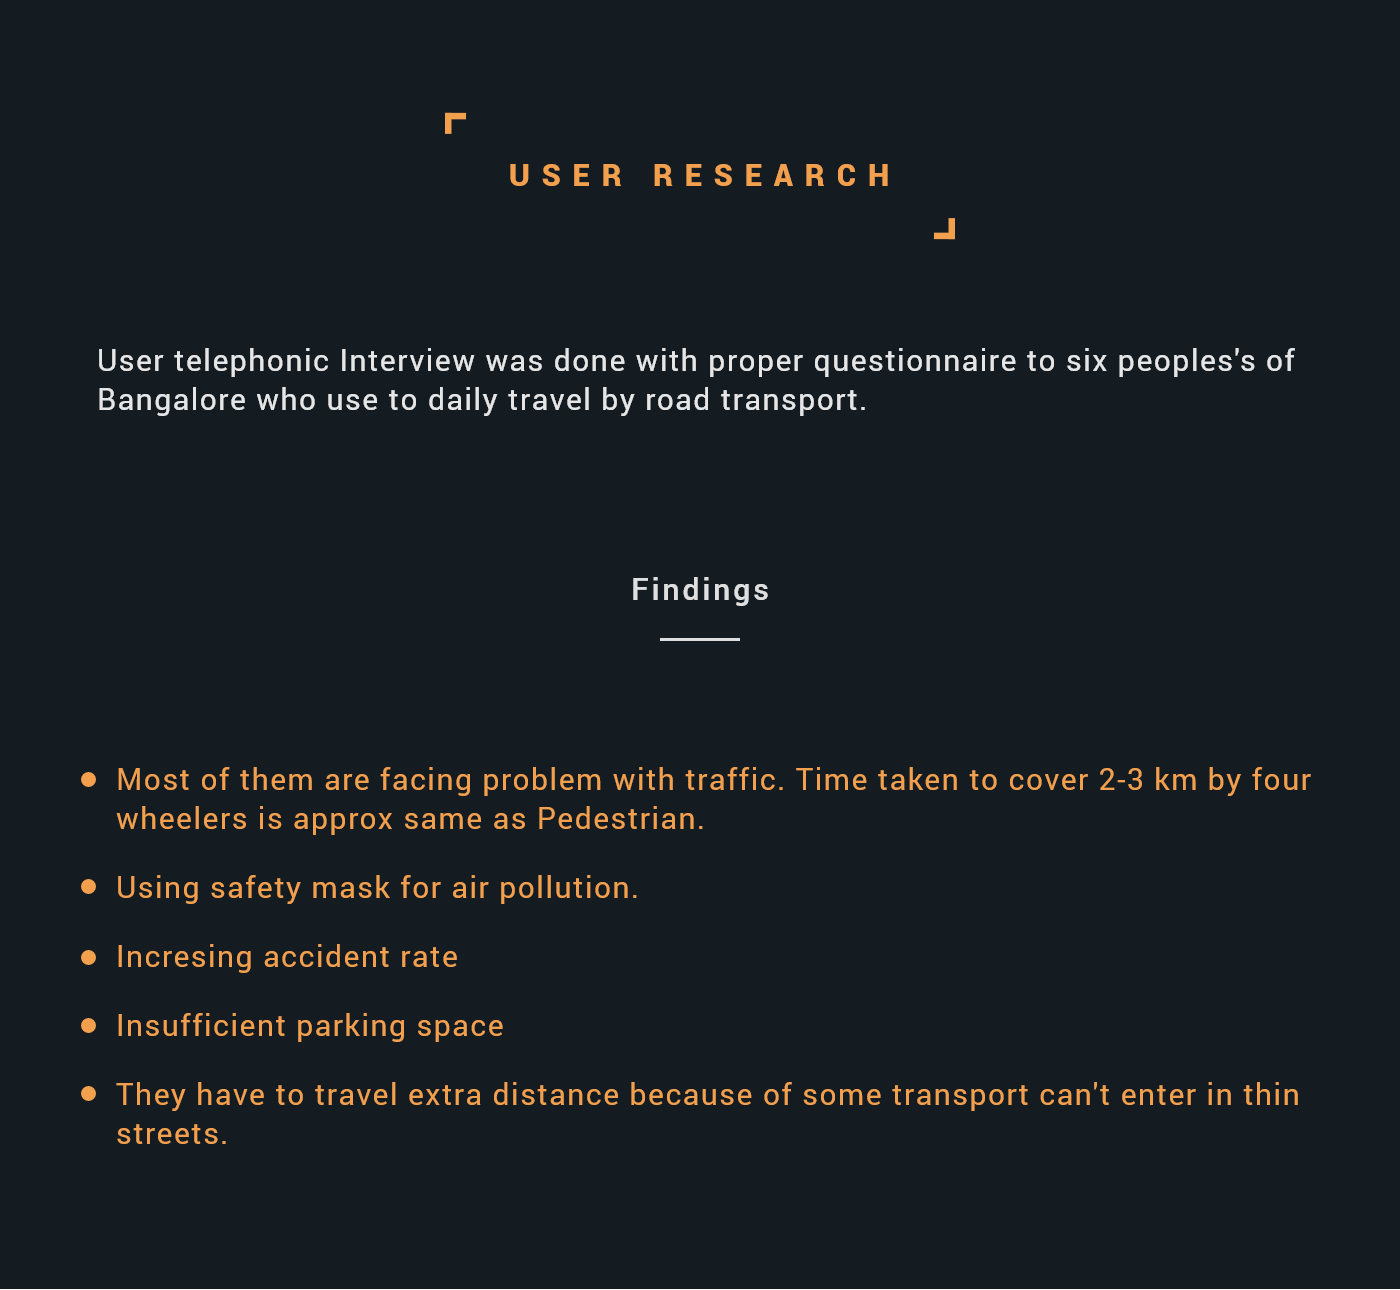 USER RESEARCH
User telephonic Interview was done with proper questionnaire to six peoples's of
Bangalore who use to daily travel by road transport.
Findings
Most of them are facing problem with traffic. Time taken to cover 2-3 km by four
wheelers is approx same as Pedestrian.
Using safety mask for air pollution.
Incresing accident rate
Insufficient parking space
They have to travel extra distance because of some transport can't enter in thin
streets.